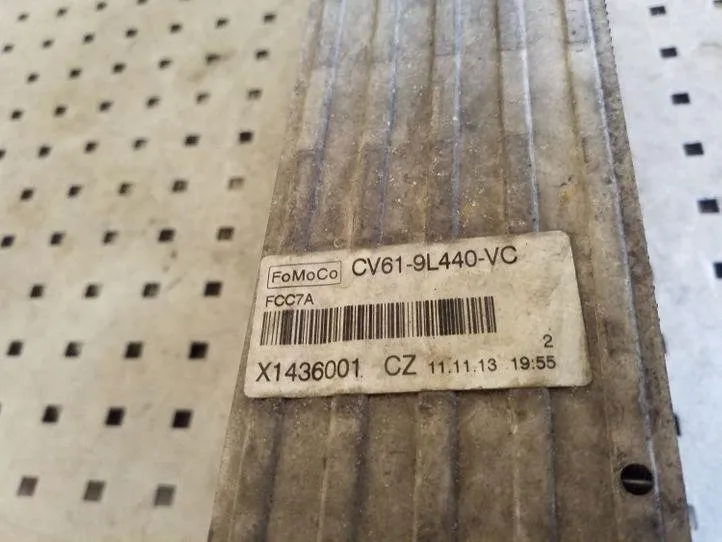 FoMoCo CV61-9L440-VC
FCC7A
2
X1436001 CZ 11.11.13 19:55